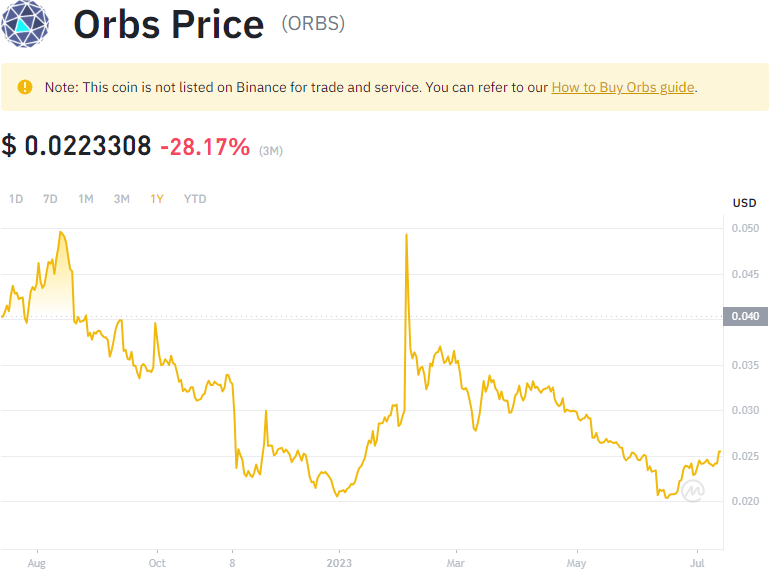 Orbs Price (ORBS)
Note: This coin is not listed on Binance for trade and service. You can refer to our How to Buy Orbs guide.
$ 0.0223308 -28.17% (3M)
1D 7D 1M 3M 1Y YTD
USD
0.050
0.045
0.040
0.035
0.030
0.025
0.020
Aug Oct 8 2023 Mar May Jul